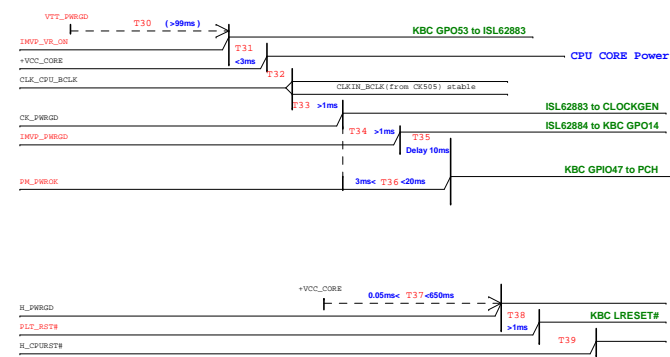 VTT_PWRGD
T30 (>99ms)
KBC GPO53 to ISL62883
IMVP_VR_ON
T31
+VCC_CORE
<3ms
CPU CORE Power
T32
CLK_CPU_BCLK
CLKIN_BCLK(from CK505) stable
T33 >1ms
ISL62883 to CLOCKGEN
CK_PWRGD
ISL62884 to KBC GPO14
T34 >1ms
IMVP_PWRGD
T35
Delay 10ms
KBC GPIO47 to PCH
PM_PWROK
3ms< T36 <20ms
+VCC_CORE
0.05ms< T37 <650ms
H_PWRGD
T38
KBC LRESET#
PLT_RST#
>1ms
T39
H_CPURST#